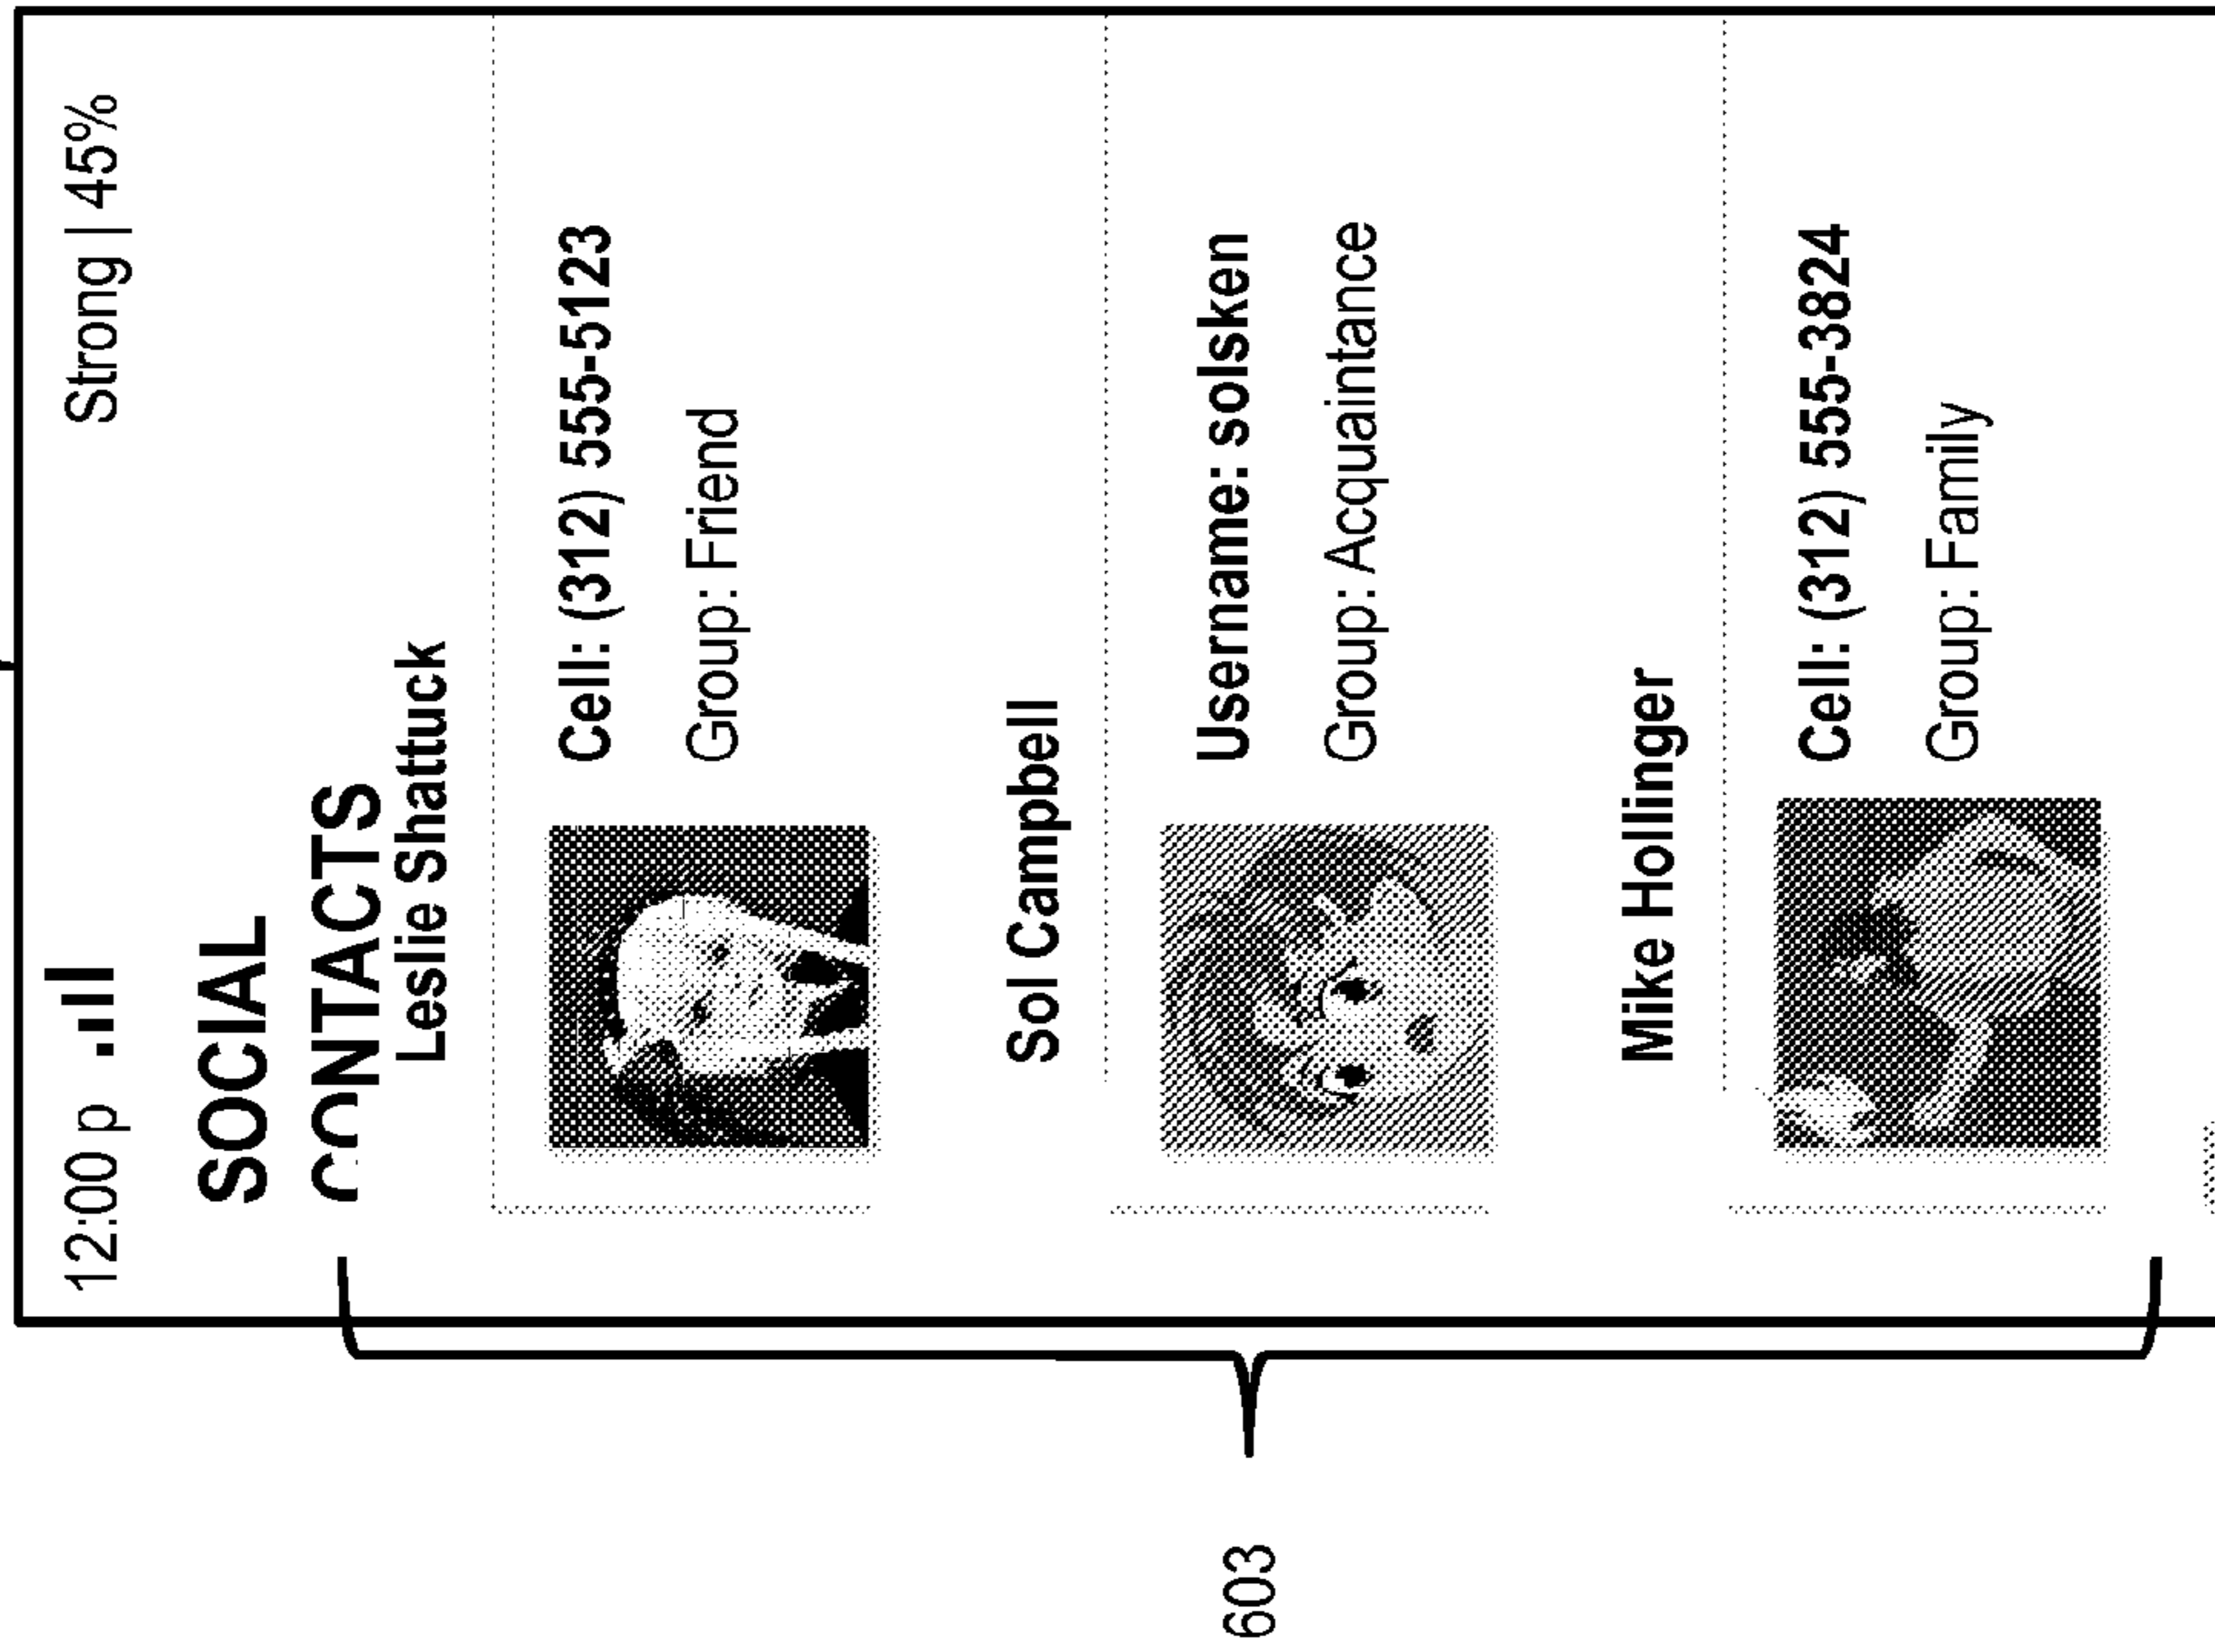 12:00 p Strong | 45%
SOCIAL
CONTACTS
Leslie Shattuck
Cell: (312) 555-5123
Group: Friend
Sol Campbell
Username: solsken
Group: Acquaintance
Mike Hollinger
Cell: (312) 555-3824
Group: Family
603